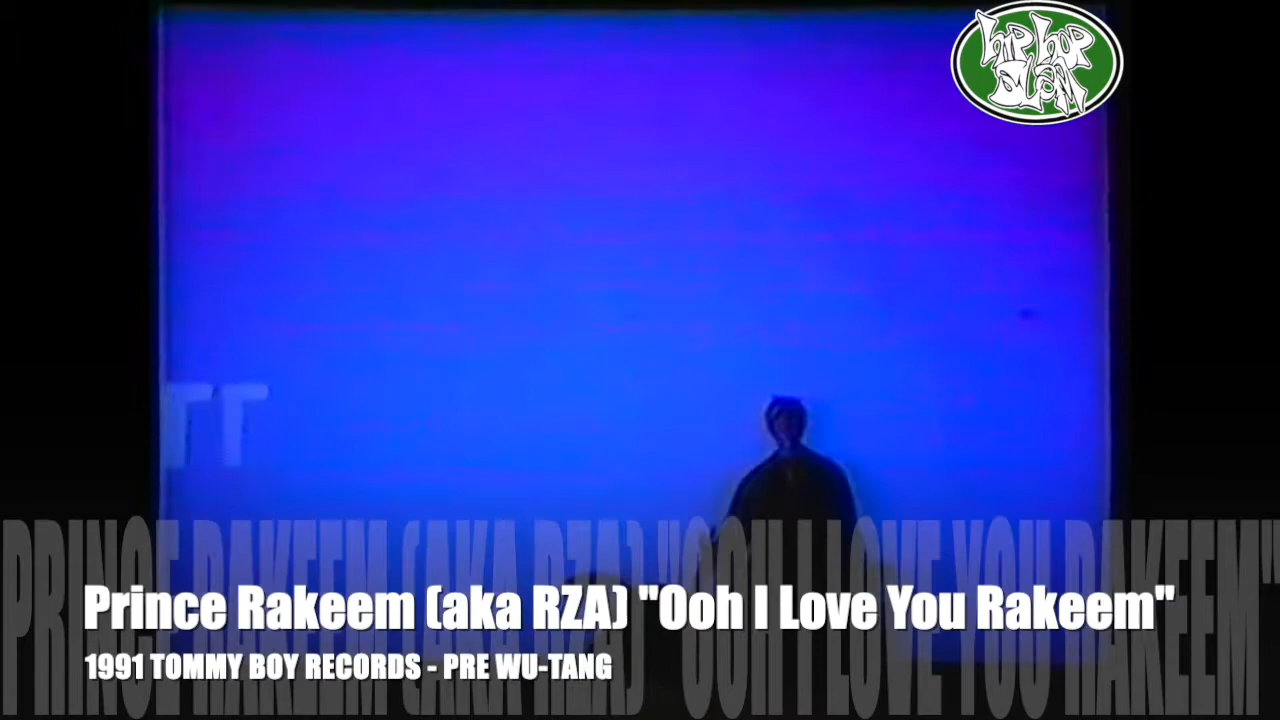 HIP HOP
SLAM
TT
PRINCE RAKEEM (AKA RZA) "OOH I LOVE YOU RAKEEM"
Prince Rakeem (aka RZA) "Ooh I Love You Rakeem"
1991 TOMMY BOY RECORDS - PRE WU-TANG